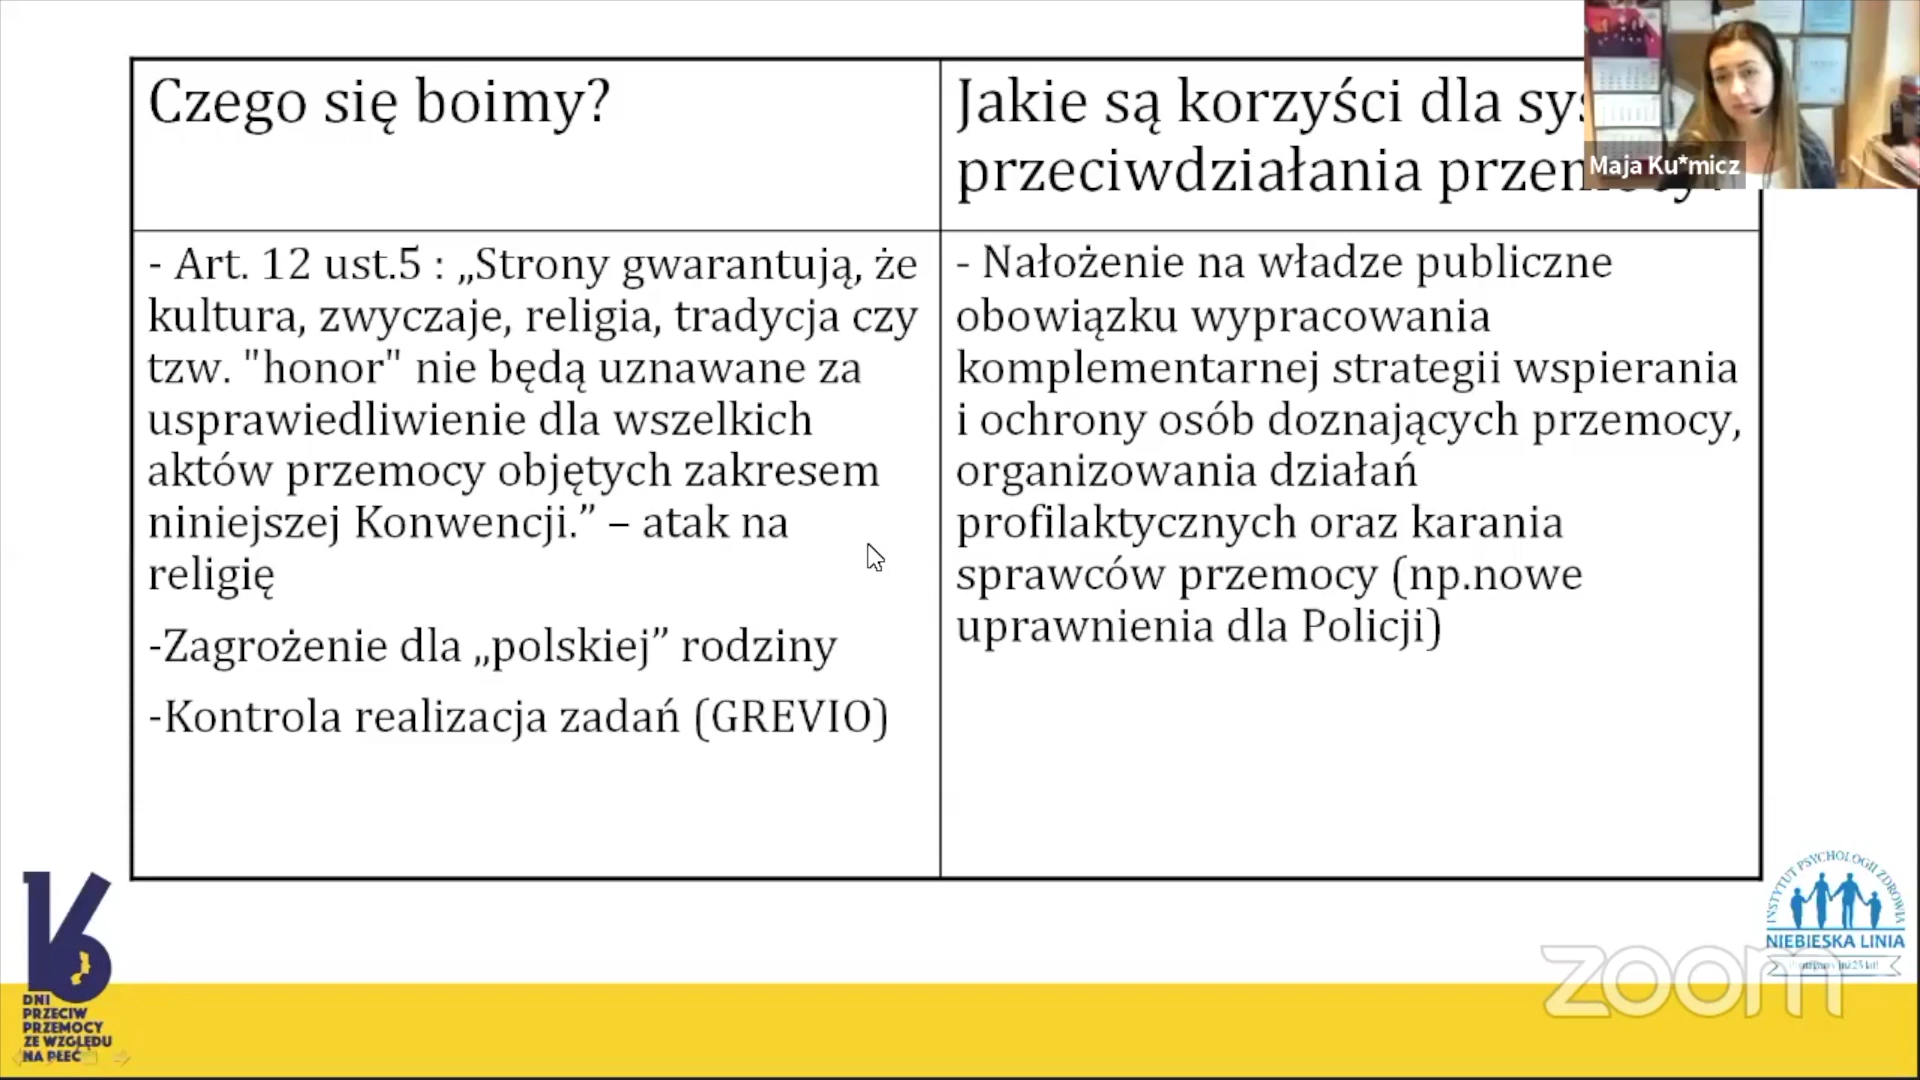 Czego się boimy?
Jakie są korzyści dla
przeciwdziałania
Maja Ku*micz
- Art. 12 ust.5 : „Strony gwarantują, że
kultura, zwyczaje, religia, tradycja czy
tzw. "honor" nie będą uznawane za
usprawiedliwienie dla wszelkich
aktów przemocy objętych zakresem
niniejszej Konwencji.” – atak na
religię
-Zagrożenie dla „polskiej” rodziny
-Kontrola realizacja zadań (GREVIO)
- Nałożenie na władze publiczne
obowiązku wypracowania
komplementarnej strategii wspierania
i ochrony osób doznających przemocy,
organizowania działań
profilaktycznych oraz karania
sprawców przemocy (np.nowe
uprawnienia dla Policji)
16
DNI
PRZECIW
PRZEMOCY
ZE WZGLĘDU
NA PŁEĆ
INSTYTUT PSYCHOLOGII ZDROWIA
NIEBIESKA LINIA
zoom